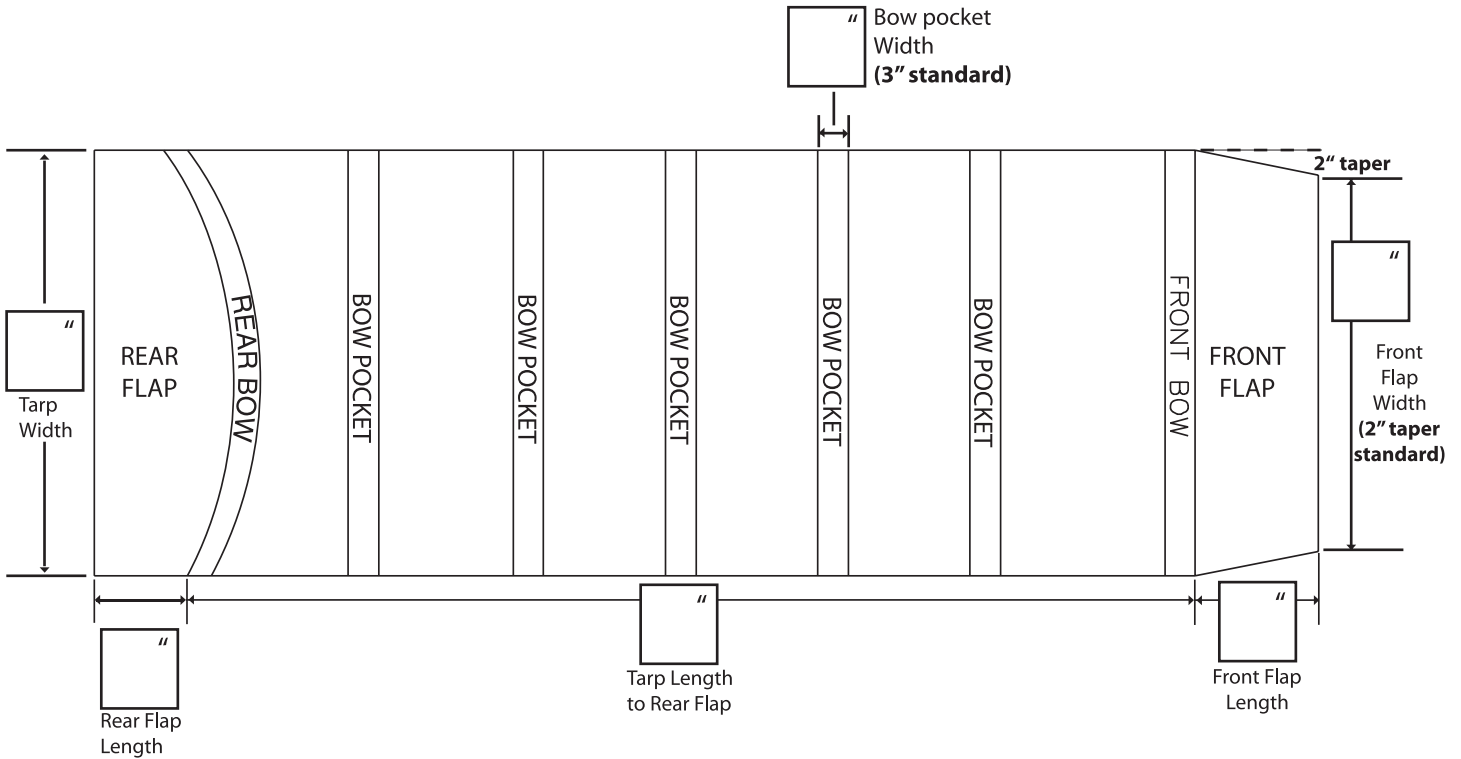 “
Bow pocket
Width
(3” standard)
2“ taper
“
Front
Flap
Width
(2” taper
standard)
“
Tarp
Width
REAR
FLAP
REAR BOW
BOW POCKET
BOW POCKET
BOW POCKET
BOW POCKET
BOW POCKET
FRONT BOW
FRONT
FLAP
“
Rear Flap
Length
“
Tarp Length
to Rear Flap
“
Front Flap
Length